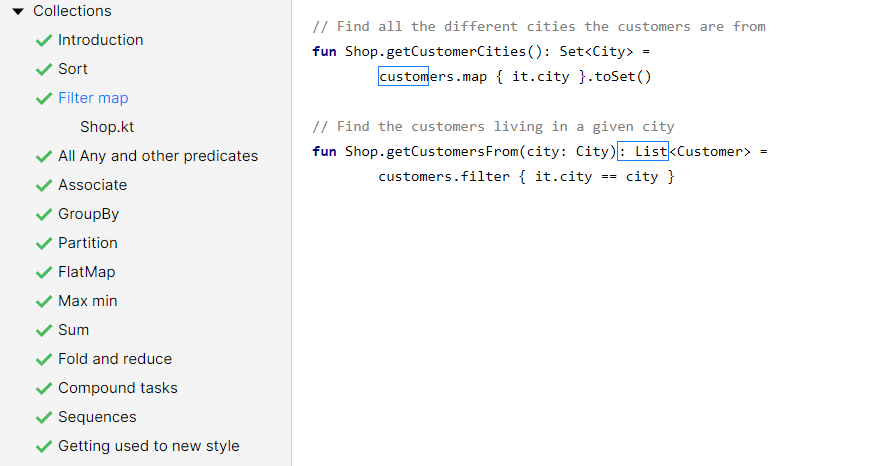 Collections
Introduction
Sort
Filter map
Shop.kt
All Any and other predicates
Associate
GroupBy
Partition
FlatMap
Max min
Sum
Fold and reduce
Compound tasks
Sequences
Getting used to new style
// Find all the different cities the customers are from
fun Shop.getCustomerCities(): Set<City> =
customers.map { it.city }.toSet()
// Find the customers living in a given city
fun Shop.getCustomersFrom(city: City): List<Customer> =
customers.filter { it.city == city }